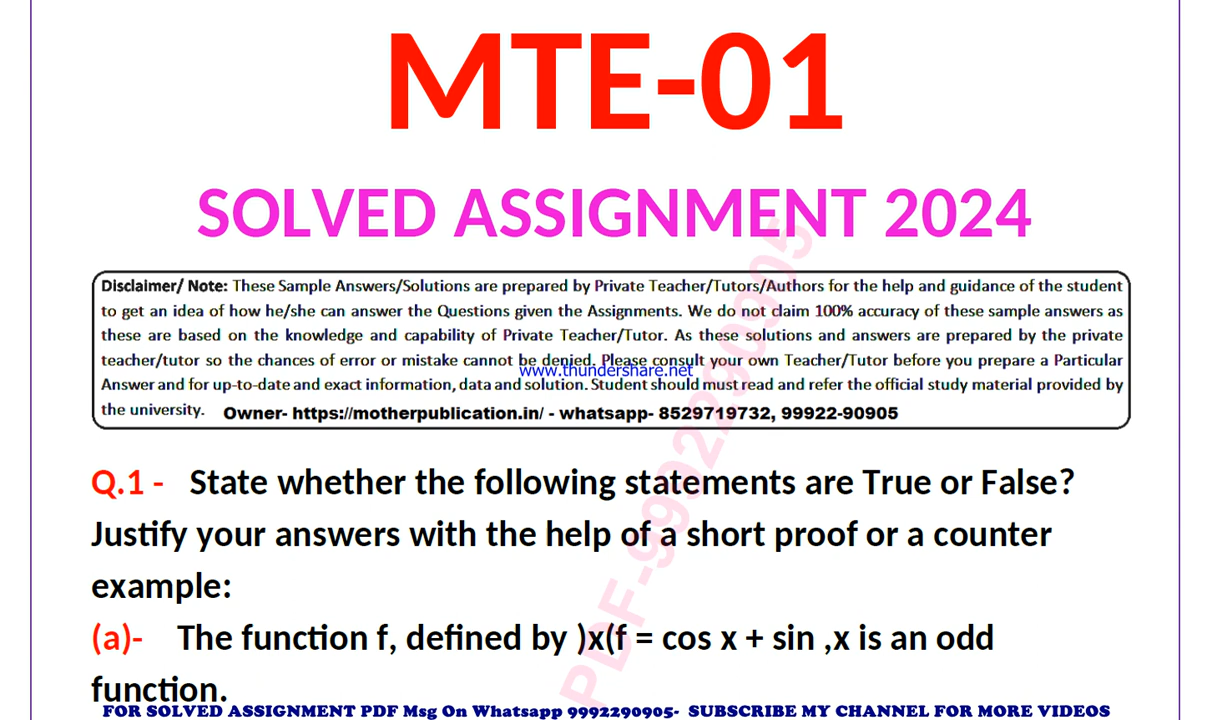 MTE-01
SOLVED ASSIGNMENT 2024
Disclaimer/ Note: These Sample Answers/Solutions are prepared by Private Teacher/Tutors/Authors for the help and guidance of the student
to get an idea of how he/she can answer the Questions given the Assignments. We do not claim 100% accuracy of these sample answers as
these are based on the knowledge and capability of Private Teacher/Tutor. As these solutions and answers are prepared by the private
teacher/tutor so the chances of error or mistake cannot be denied. Please consult your own Teacher/Tutor before you prepare a Particular
www.thundershare.net
Answer and for up-to-date and exact information, data and solution. Student should must read and refer the official study material provided by
the university. Owner- https://motherpublication.in/ - whatsapp- 8529719732, 99922-90905
PDF-9992290905
Q.1 - State whether the following statements are True or False?
Justify your answers with the help of a short proof or a counter
example:
(a)- The function f, defined by )x(f = cos x + sin ,x is an odd
function.
FOR SOLVED ASSIGNMENT PDF Msg On Whatsapp 9992290905- SUBSCRIBE MY CHANNEL FOR MORE VIDEOS